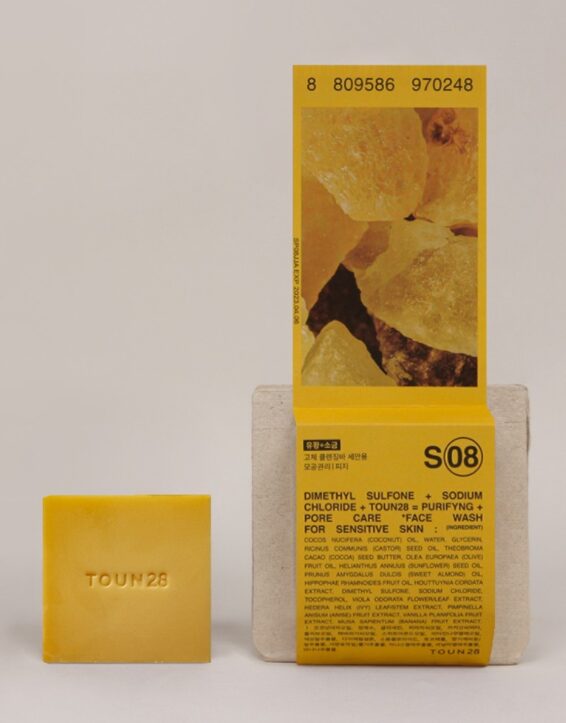 8 809586 970248
SP08JJA EXP 2023.04.06
유황+소금
고체 클렌징바 세안용
모공관리 | 피지
S08
DIMETHYL SULFONE + SODIUM
CHLORIDE + TOUN28 = PURIFYNG +
PORE CARE *FACE WASH
FOR SENSITIVE SKIN : (INGREDIENT)
COCOS NUCIFERA (COCONUT) OIL, WATER, GLYCERIN,
RICINUS COMMUNIS (CASTOR) SEED OIL, THEOBROMA
CACAO (COCOA) SEED BUTTER, OLEA EUROPAEA (OLIVE)
FRUIT OIL, HELIANTHUS ANNUUS (SUNFLOWER) SEED OIL,
PRUNUS AMYGDALUS DULCIS (SWEET ALMOND) OIL,
HIPPOPHAE RHAMNOIDES FRUIT OIL, HOUTTUYNIA CORDATA
EXTRACT, DIMETHYL SULFONE, SODIUM CHLORIDE,
TOCOPHEROL, VIOLA ODORATA FLOWER/LEAF EXTRACT,
HEDERA HELIX (IVY) LEAF/STEM EXTRACT, PIMPINELLA
ANISUM (ANISE) FRUIT EXTRACT, VANILLA PLANIFOLIA FRUIT
EXTRACT, MUSA SAPIENTUM (BANANA) FRUIT EXTRACT
TOUN28
TOUN28